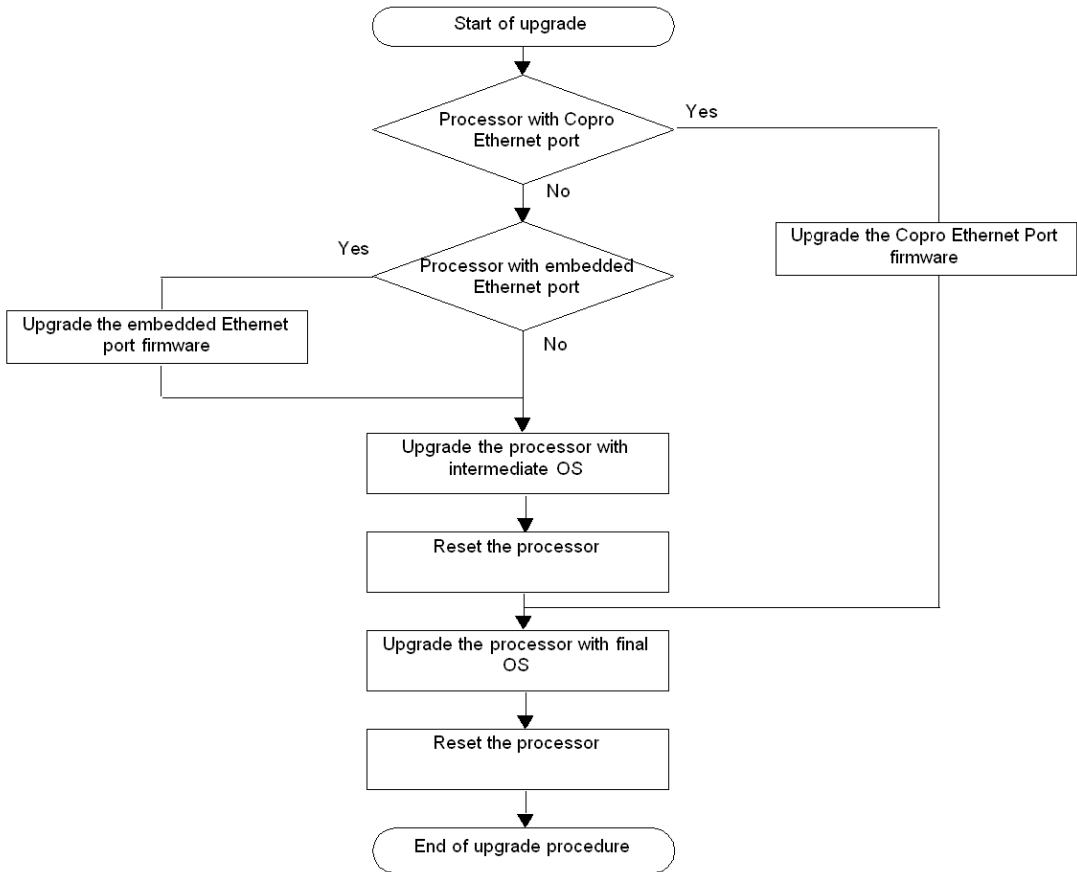 Start of upgrade
Processor with Copro
Ethernet port
Yes
No
Upgrade the Copro Ethernet Port
firmware
Yes
Processor with embedded
Ethernet port
Upgrade the embedded Ethernet
port firmware
No
Upgrade the processor with
intermediate OS
Reset the processor
Upgrade the processor with final
OS
Reset the processor
End of upgrade procedure